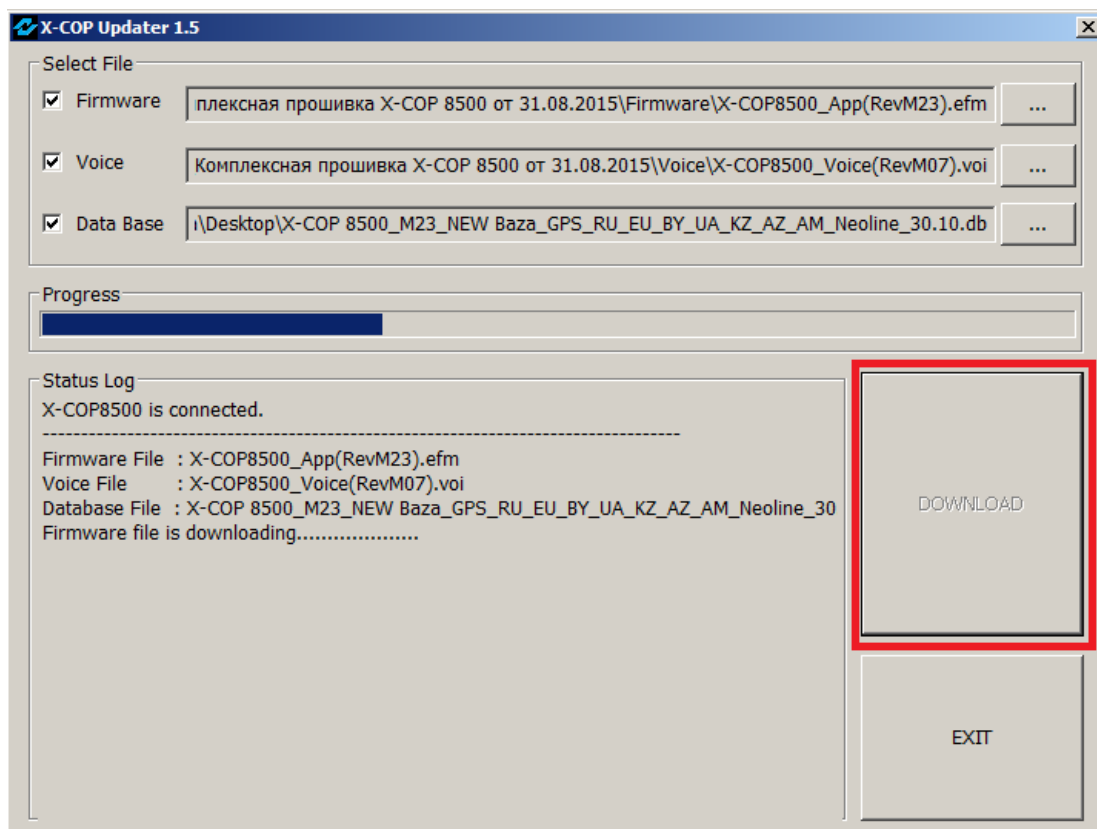 X-COP Updater 1.5
Select File
Firmware
плексная прошивка X-COP 8500 от 31.08.2015\Firmware\X-COP8500_App(RevM23).efm
...
Voice
Комплексная прошивка X-COP 8500 от 31.08.2015\Voice\X-COP8500_Voice(RevM07).voi
...
Data Base
\Desktop\X-COP 8500_M23_NEW Baza_GPS_RU_EU_BY_UA_KZ_AZ_AM_Neoline_30.10.db
...
Progress
Status Log
X-COP8500 is connected.
--------------------------------------------------------------------------------
Firmware File : X-COP8500_App(RevM23).efm
Voice File : X-COP8500_Voice(RevM07).voi
Database File : X-COP 8500_M23_NEW Baza_GPS_RU_EU_BY_UA_KZ_AZ_AM_Neoline_30
Firmware file is downloading....................
DOWNLOAD
EXIT